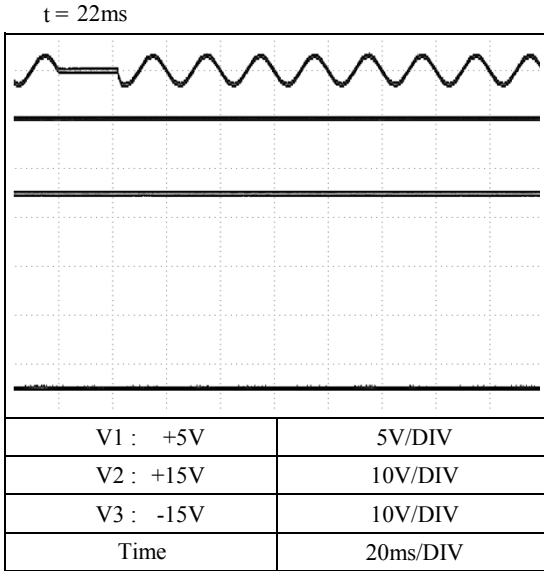 t = 22ms
V1 : +5V 5V/DIV
V2 : +15V 10V/DIV
V3 : -15V 10V/DIV
Time 20ms/DIV